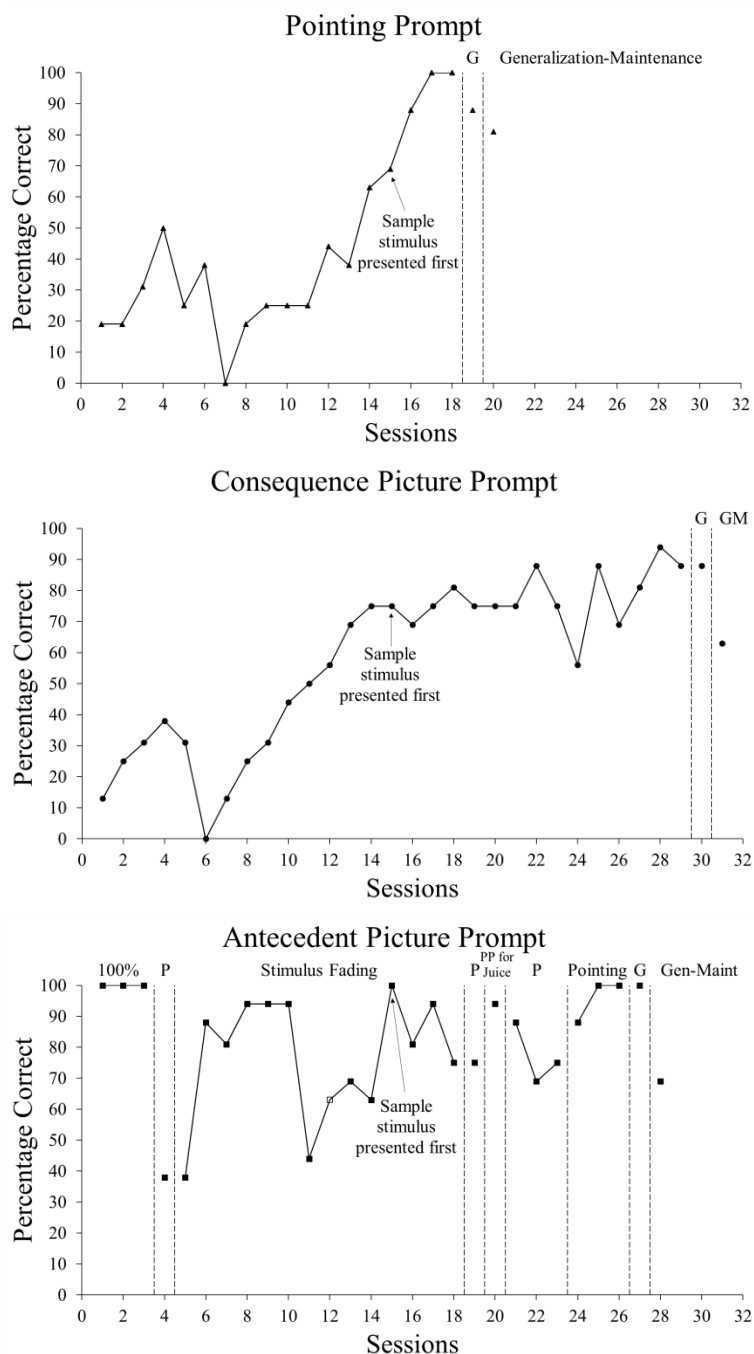 Pointing Prompt
G Generalization-Maintenance
100
90
80
70
60
50
40
30
20
10
0
Percentage Correct
Sample
stimulus
presented first
0 2 4 6 8 10 12 14 16 18 20 22 24 26 28 30 32
Sessions
Consequence Picture Prompt
G GM
100
90
80
70
60
50
40
30
20
10
0
Percentage Correct
Sample
stimulus
presented first
0 2 4 6 8 10 12 14 16 18 20 22 24 26 28 30 32
Sessions
Antecedent Picture Prompt
100% P Stimulus Fading P PP for Juice P Pointing G Gen-Maint
100
90
80
70
60
50
40
30
20
10
0
Percentage Correct
Sample
stimulus
presented first
0 2 4 6 8 10 12 14 16 18 20 22 24 26 28 30 32
Sessions